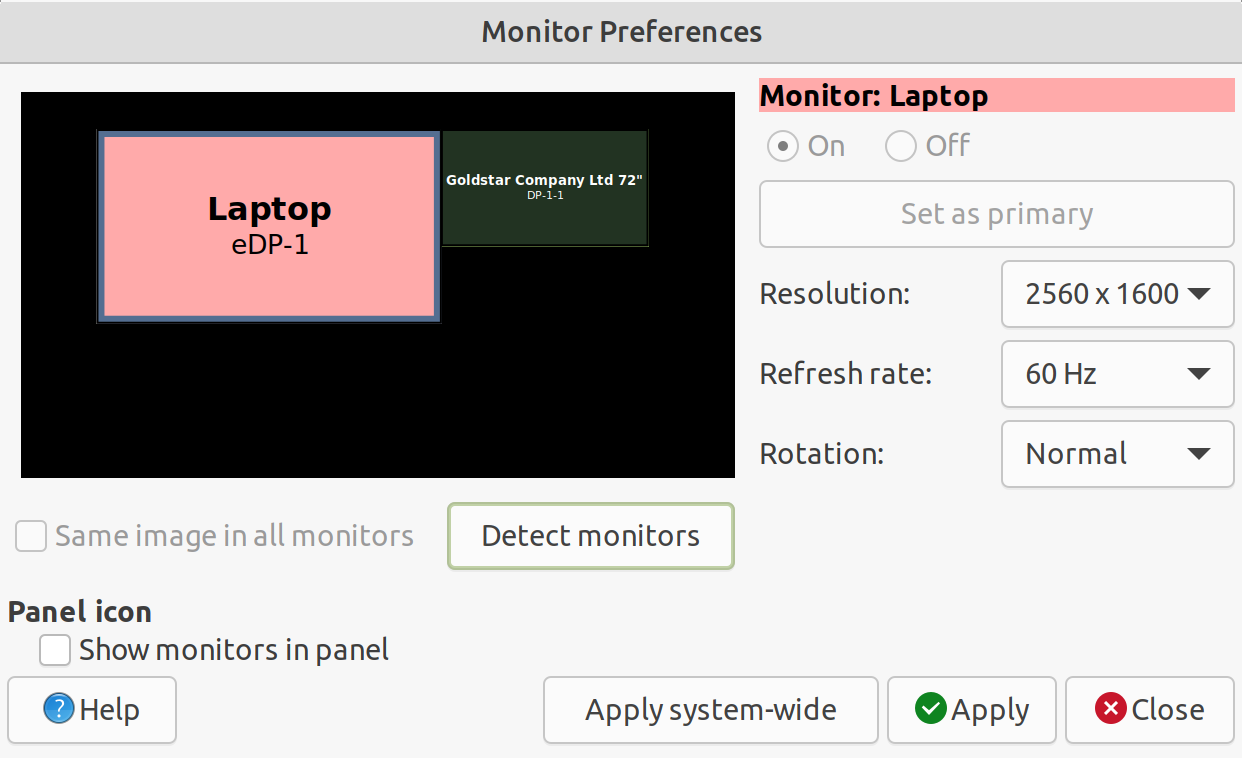 Monitor Preferences
Laptop
eDP-1
Goldstar Company Ltd 72"
DP-1-1
Monitor: Laptop
On Off
Set as primary
Resolution: 2560 x 1600
Refresh rate: 60 Hz
Rotation: Normal
Same image in all monitors Detect monitors
Panel icon
Show monitors in panel
? Help Apply system-wide Apply Close